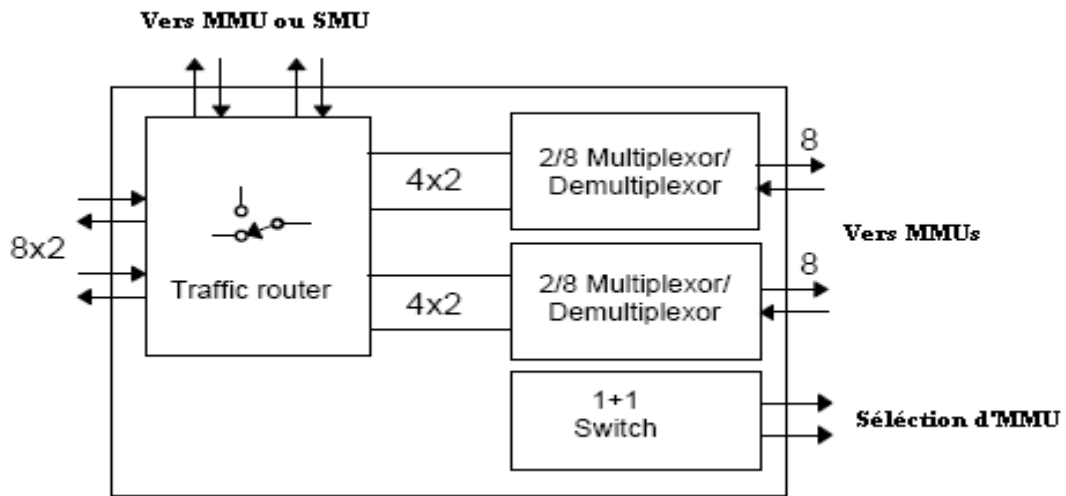 Vers MMU ou SMU
8x2
Traffic router
4x2
4x2
2/8 Multiplexor/
Demultiplexor
8
2/8 Multiplexor/
Demultiplexor
8
Vers MMUs
1+1
Switch
Séléction d'MMU